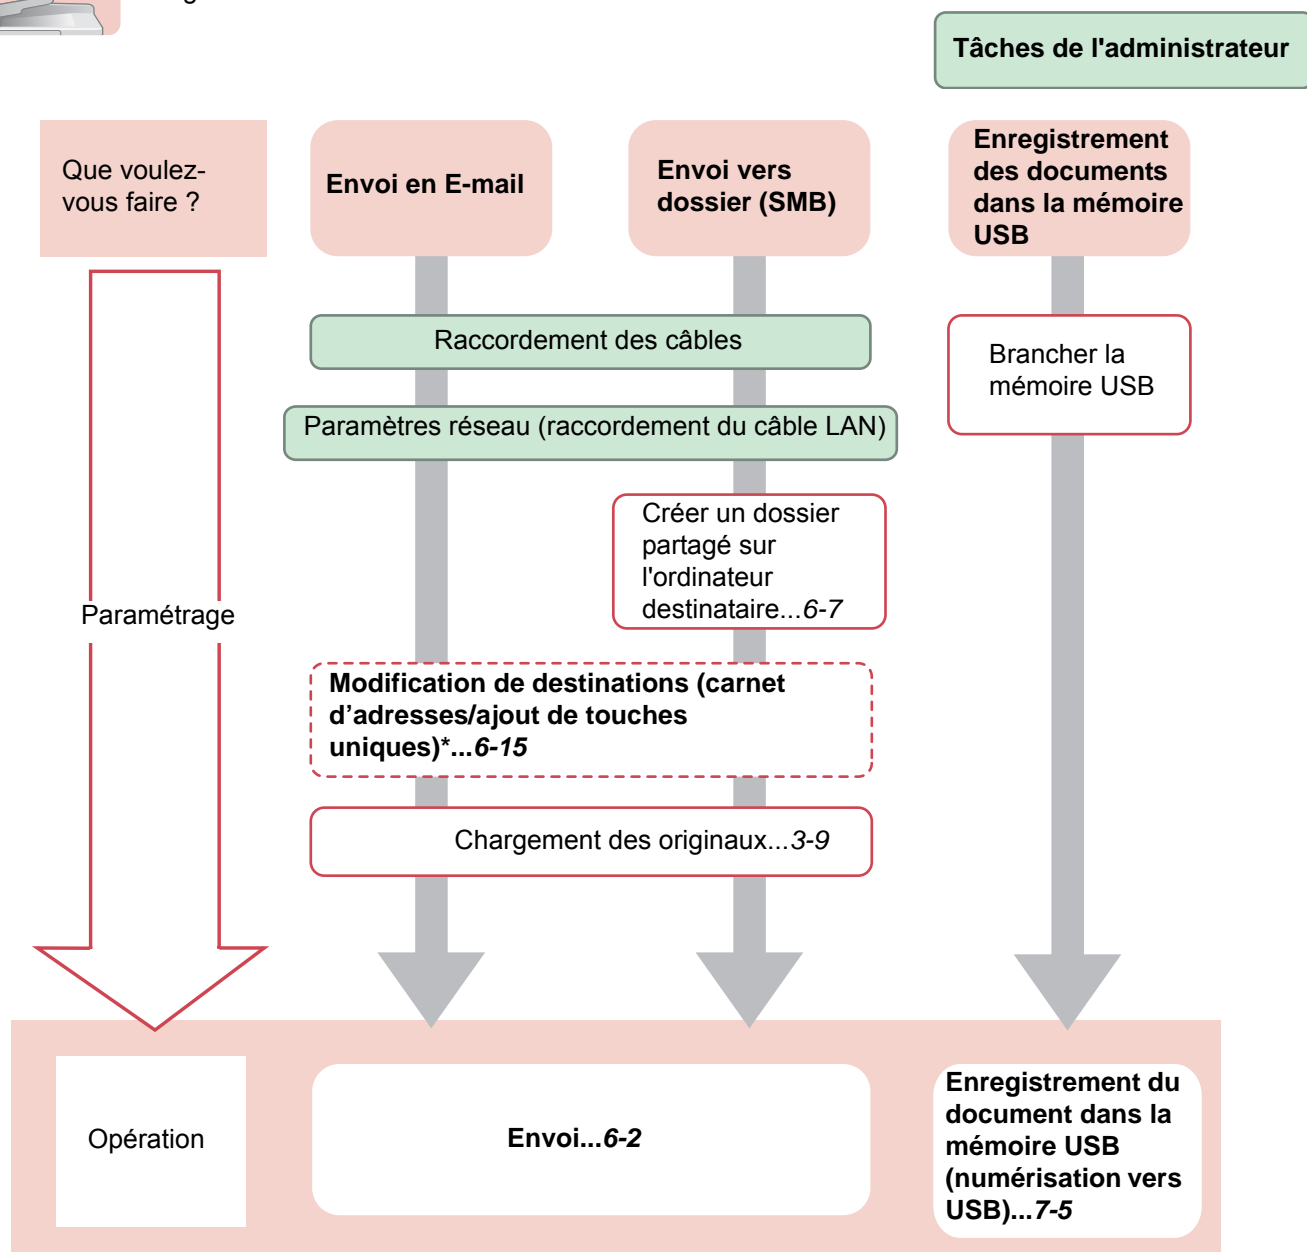 Tâches de l'administrateur
Que voulez-
vous faire ?
Envoi en E-mail
Envoi vers
dossier (SMB)
Enregistrement
des documents
dans la mémoire
USB
Raccordement des câbles
Brancher la
mémoire USB
Paramètres réseau (raccordement du câble LAN)
Créer un dossier
partagé sur
l'ordinateur
destinataire...6-7
Paramétrage
Modification de destinations (carnet
d’adresses/ajout de touches
uniques)*...6-15
Chargement des originaux...3-9
Opération
Envoi...6-2
Enregistrement du
document dans la
mémoire USB
(numérisation vers
USB)...7-5